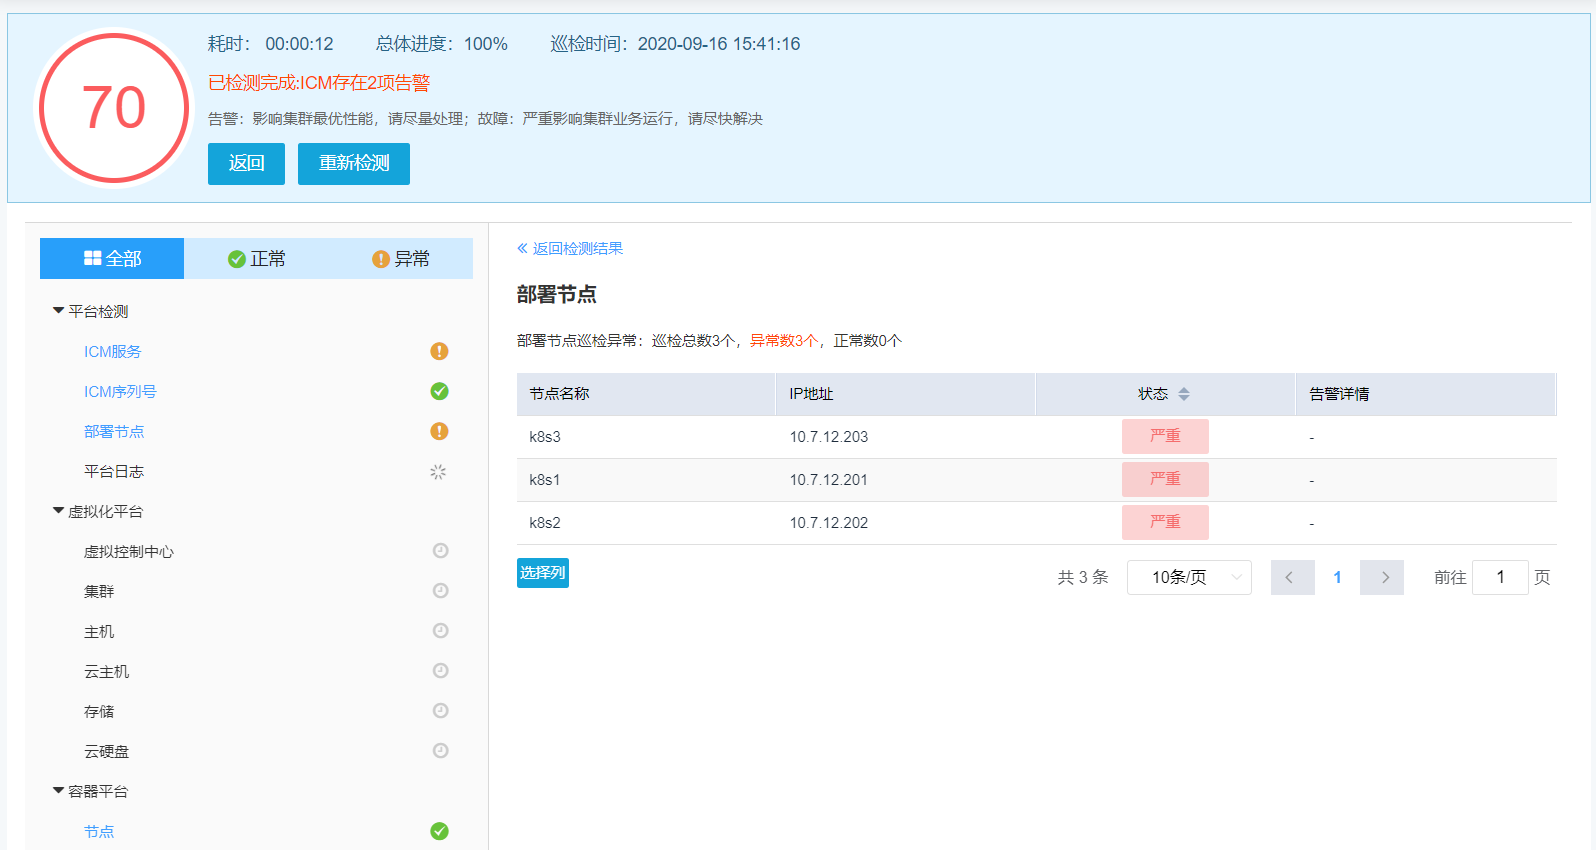 70
耗时： 00:00:12 总体进度：100% 巡检时间：2020-09-16 15:41:16
已检测完成:ICM存在2项告警
告警：影响集群最优性能，请尽量处理；故障：严重影响集群业务运行，请尽快解决
返回 重新检测
全部 正常 异常
平台检测
ICM服务
ICM序列号
部署节点
平台日志
虚拟化平台
虚拟控制中心
集群
主机
云主机
存储
云硬盘
容器平台
节点
返回检测结果
部署节点
部署节点巡检异常：巡检总数3个，异常数3个，正常数0个
节点名称 IP地址 状态 告警详情
k8s3 10.7.12.203 严重 -
k8s1 10.7.12.201 严重 -
k8s2 10.7.12.202 严重 -
选择列 共 3 条 10条/页 1 前往 1 页